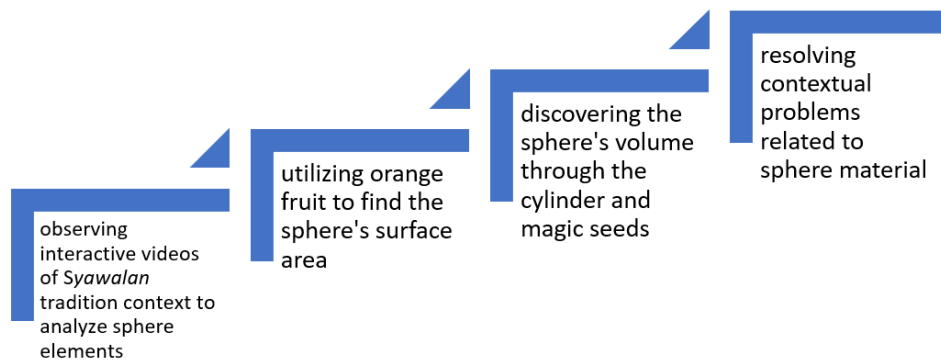 observing
interactive videos
of Syawalan
tradition context to
analyze sphere
elements
utilizing orange
fruit to find the
sphere's surface
area
discovering the
sphere's volume
through the
cylinder and
magic seeds
resolving
contextual
problems
related to
sphere material